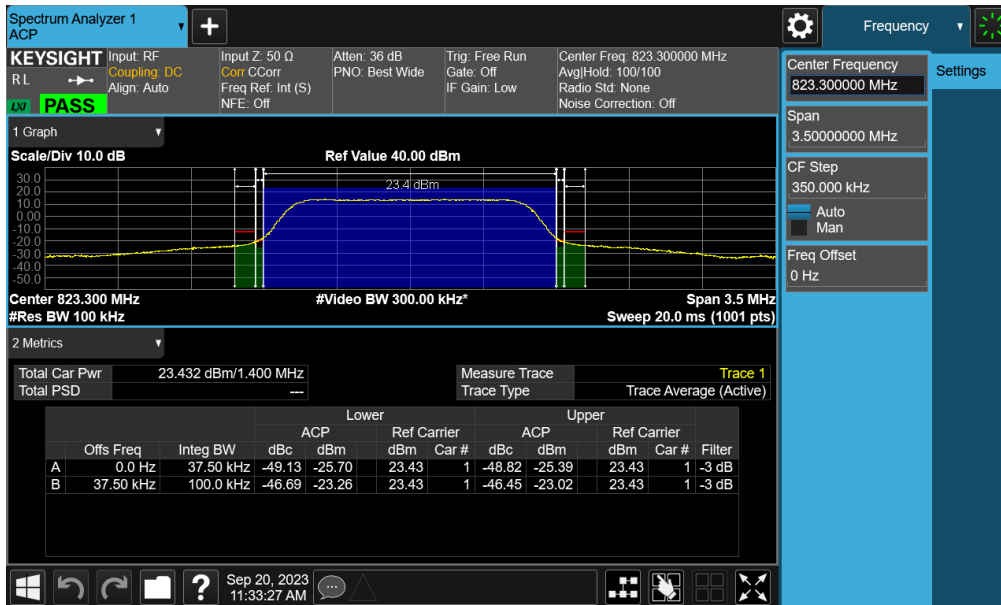 Spectrum Analyzer 1
ACP
+
Frequency
KEYSIGHT Input: RF Input Z: 50 Ω Atten: 36 dB Trig: Free Run Center Freq: 823.300000 MHz
R L Coupling: DC Corr CCorr PNO: Best Wide Gate: Off Avg|Hold: 100/100
Align: Auto Freq Ref: Int (S) IF Gain: Low Radio Std: None
LXI PASS NFE: Off Noise Correction: Off
Center Frequency
823.300000 MHz
Settings
Span
3.50000000 MHz
CF Step
350.000 kHz
Auto
Man
Freq Offset
0 Hz
1 Graph
Scale/Div 10.0 dB Ref Value 40.00 dBm
23.4 dBm
30.0
20.0
10.0
0.00
-10.0
-20.0
-30.0
-40.0
-50.0
Center 823.300 MHz #Video BW 300.00 kHz* Span 3.5 MHz
#Res BW 100 kHz Sweep 20.0 ms (1001 pts)
2 Metrics
Total Car Pwr 23.432 dBm/1.400 MHz Measure Trace Trace 1
Total PSD --- Trace Type Trace Average (Active)
Lower Upper
ACP Ref Carrier ACP Ref Carrier
Offs Freq Integ BW dBc dBm dBm Car # dBc dBm dBm Car # Filter
A 0.0 Hz 37.50 kHz -49.13 -25.70 23.43 1 -48.82 -25.39 23.43 1 -3 dB
B 37.50 kHz 100.0 kHz -46.69 -23.26 23.43 1 -46.45 -23.02 23.43 1 -3 dB
? Sep 20, 2023
11:33:27 AM